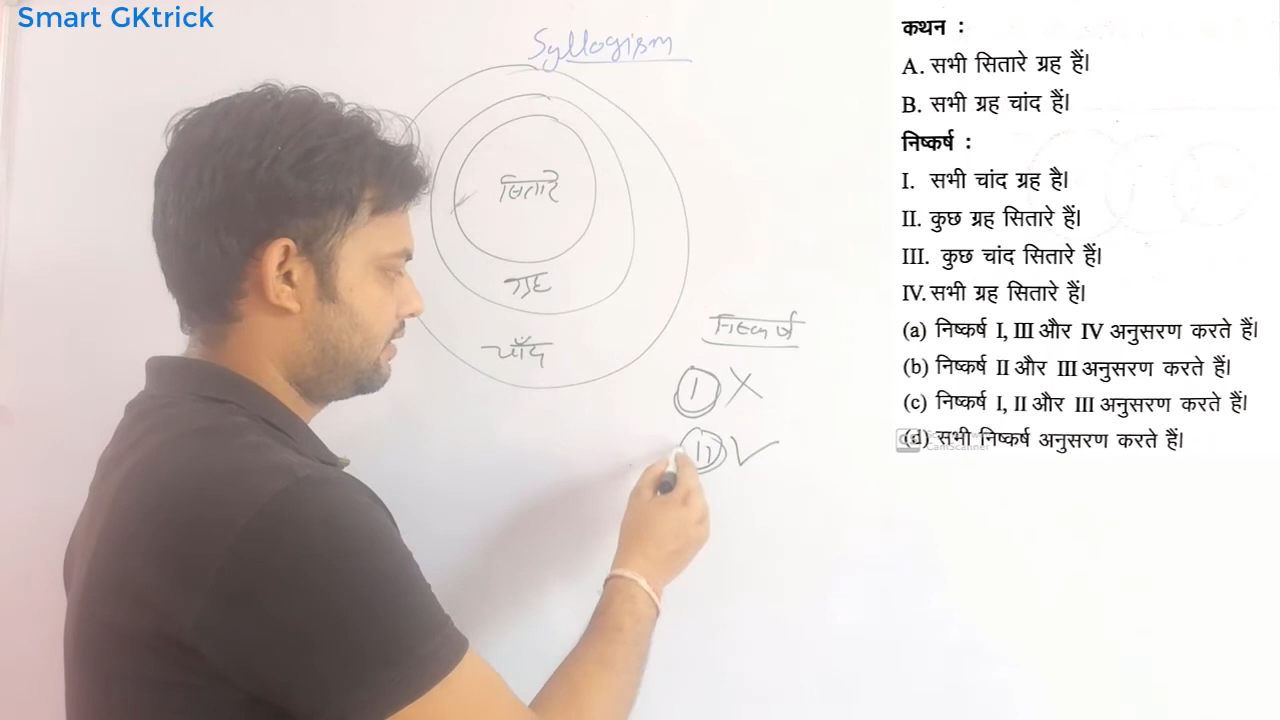 Smart GKtrick
Syllogism
सितारे
ग्रह
चाँद
निष्कर्ष
I
II
कथन :
A. सभी सितारे ग्रह हैं।
B. सभी ग्रह चांद हैं।
निष्कर्ष :
I. सभी चांद ग्रह है।
II. कुछ ग्रह सितारे हैं।
III. कुछ चांद सितारे हैं।
IV. सभी ग्रह सितारे हैं।
(a) निष्कर्ष I, III और IV अनुसरण करते हैं।
(b) निष्कर्ष II और III अनुसरण करते हैं।
(c) निष्कर्ष I, II और III अनुसरण करते हैं।
(d) सभी निष्कर्ष अनुसरण करते हैं।
CS
CamScanner